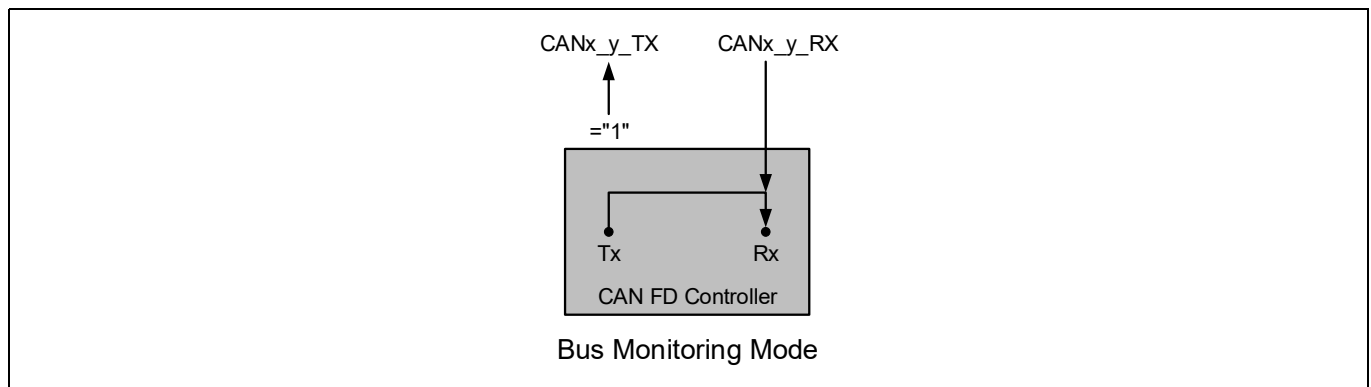 CANx_y_TX CANx_y_RX
="1"
Tx Rx
CAN FD Controller
Bus Monitoring Mode